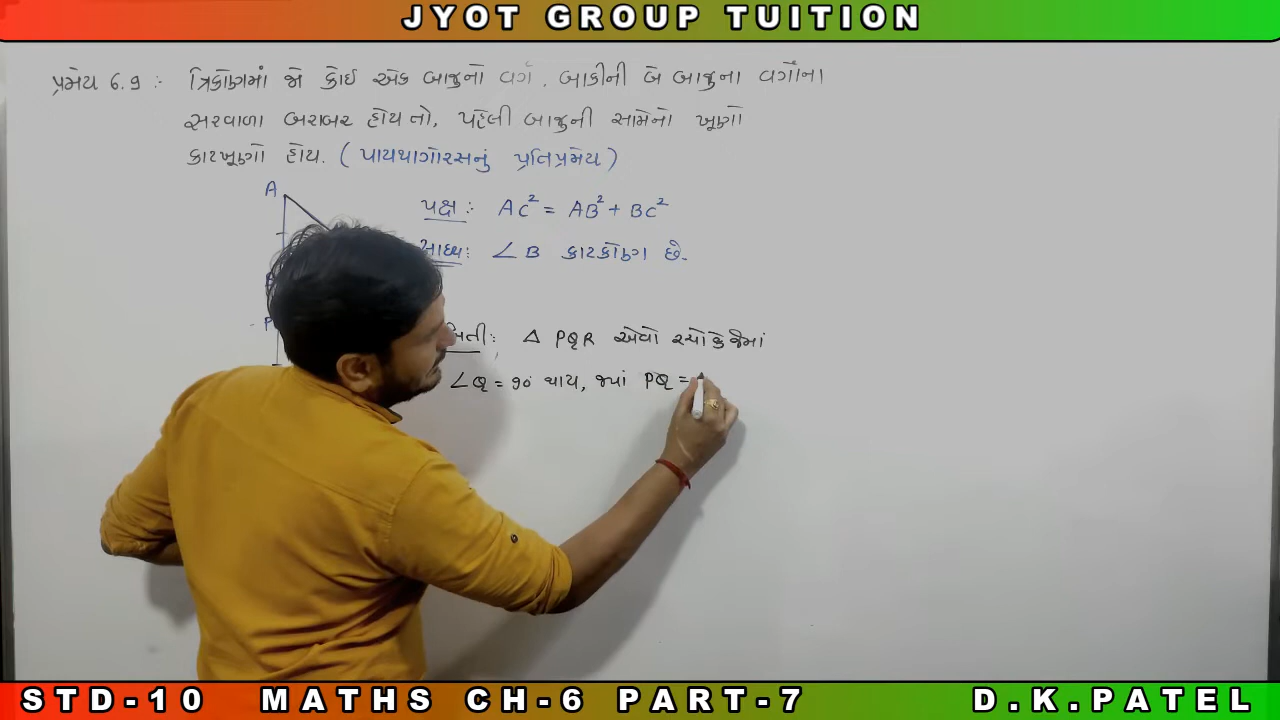 JYOT GROUP TUITION
પ્રમેય 6.9 : ત્રિકોણમાં જો કોઈ એક બાજુનો વર્ગ, બાકીની બે બાજુના વર્ગોના
સરવાળા બરાબર હોય તો, પહેલી બાજુની સામેનો ખૂણો
કાટખૂણો હોય. (પાયથાગોરસનું પ્રતિપ્રમેય)
A
પક્ષ : AC² = AB² + BC²
સાધ્ય: ∠B કાટકોણ છે.
P
Δ PQR એવો રચો કે જેમાં
∠Q = 90° થાય, જ્યાં PQ =
STD-10 MATHS CH-6 PART-7 D.K.PATEL